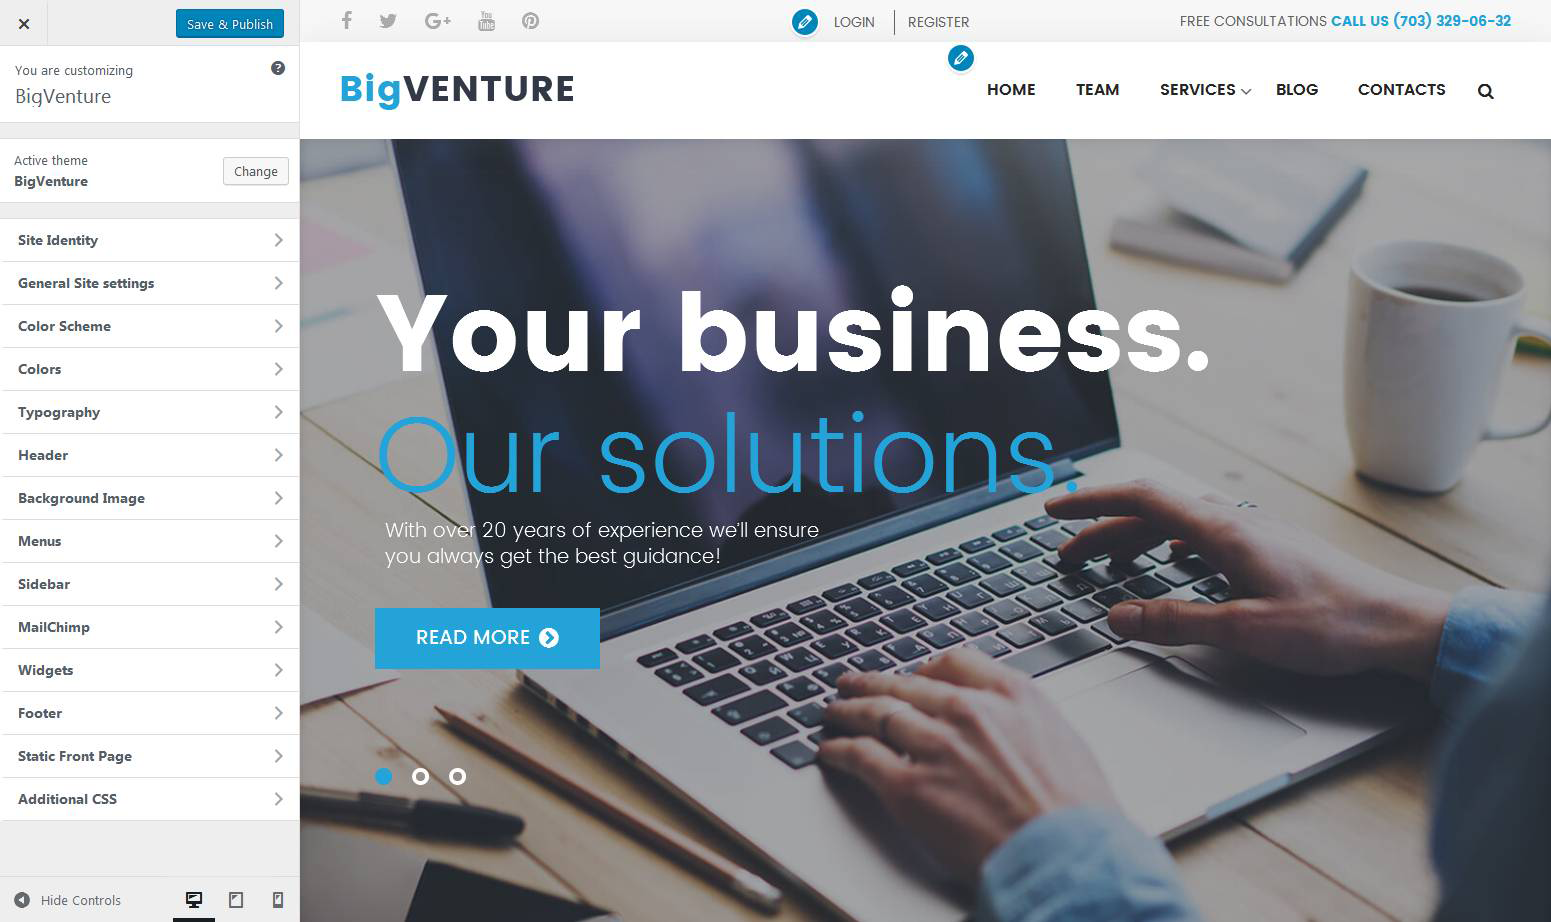 Save & Publish
You are customizing
BigVenture
Active theme
BigVenture
Change
Site Identity
General Site settings
Color Scheme
Colors
Typography
Header
Background Image
Menus
Sidebar
MailChimp
Widgets
Footer
Static Front Page
Additional CSS
Hide Controls
You Tube
LOGIN
REGISTER
FREE CONSULTATIONS CALL US (703) 329-06-32
BigVENTURE
HOME
TEAM
SERVICES
BLOG
CONTACTS
Your business.
Our solutions.
With over 20 years of experience we'll ensure
you always get the best guidance!
READ MORE